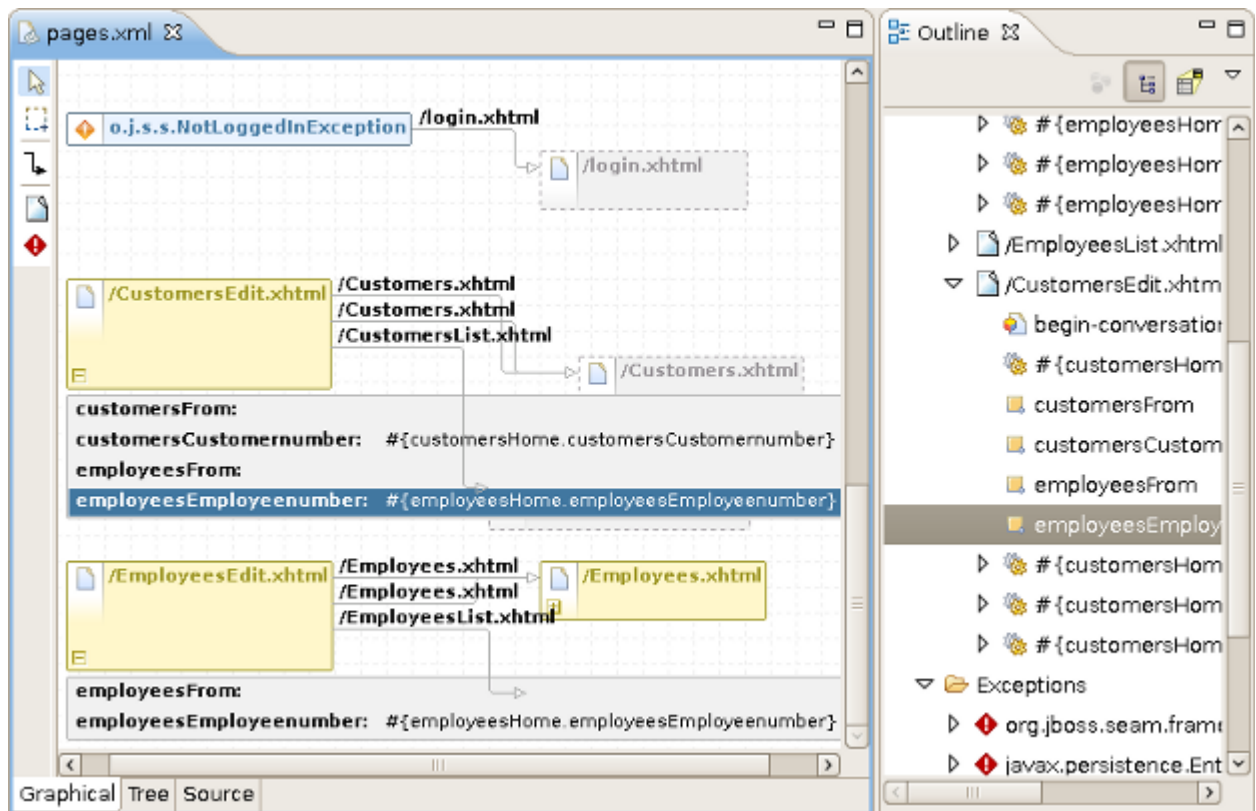 pages.xml
o.j.s.s.NotLoggedInException
/login.xhtml
/login.xhtml
/CustomersEdit.xhtml
/Customers.xhtml
/Customers.xhtml
/CustomersList.xhtml
/Customers.xhtml
customersFrom:
customersCustomernumber: #{customersHome.customersCustomernumber}
employeesFrom:
employeesEmployeenumber: #{employeesHome.employeesEmployeenumber}
/EmployeesEdit.xhtml
/Employees.xhtml
/Employees.xhtml
/EmployeesList.xhtml
/Employees.xhtml
employeesFrom:
employeesEmployeenumber: #{employeesHome.employeesEmployeenumber}
Graphical Tree Source
Outline
#{employeesHom
#{employeesHom
#{employeesHom
/EmployeesList.xhtml
/CustomersEdit.xhtm
begin-conversation
#{customersHom
customersFrom
customersCustom
employeesFrom
employeesEmploy
#{customersHom
#{customersHom
#{customersHom
Exceptions
org.jboss.seam.frame
javax.persistence.Ent